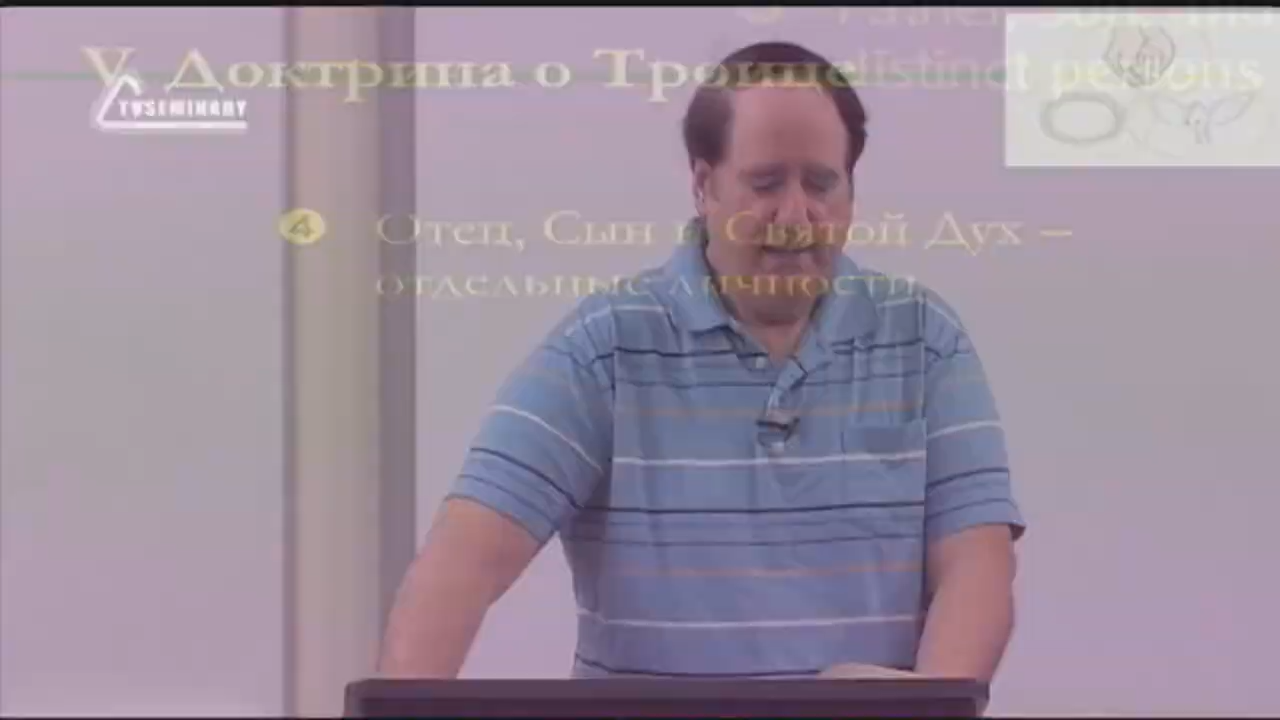 V. Доктрина о Троице
TVSEMINARY
distinct persons
4 Отец, Сын и Святой Дух –
отдельные личности